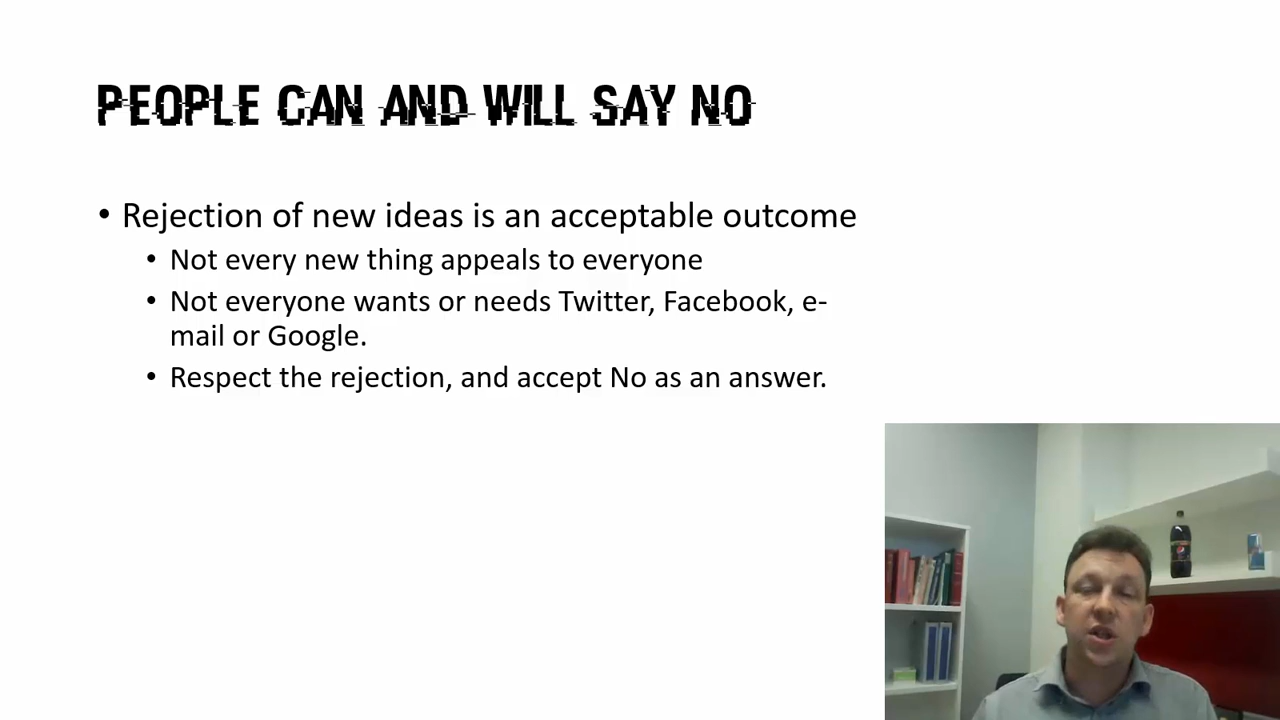 PEOPLE CAN AND WILL SAY NO
• Rejection of new ideas is an acceptable outcome
• Not every new thing appeals to everyone
• Not everyone wants or needs Twitter, Facebook, e-
mail or Google.
• Respect the rejection, and accept No as an answer.